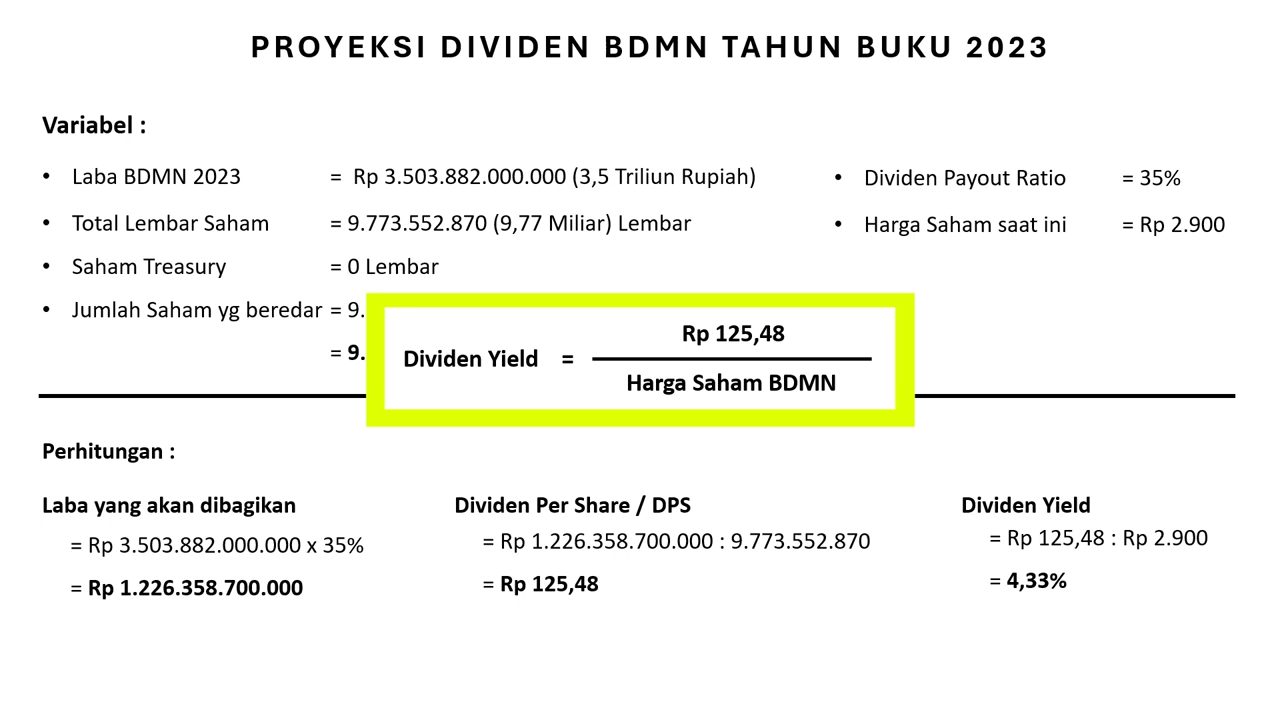 PROYEKSI DIVIDEN BDMN TAHUN BUKU 2023
Variabel :
• Laba BDMN 2023 = Rp 3.503.882.000.000 (3,5 Triliun Rupiah)
• Total Lembar Saham = 9.773.552.870 (9,77 Miliar) Lembar
• Saham Treasury = 0 Lembar
• Jumlah Saham yg beredar = 9.
= 9.
• Dividen Payout Ratio = 35%
• Harga Saham saat ini = Rp 2.900
Rp 125,48
Dividen Yield =
Harga Saham BDMN
Perhitungan :
Laba yang akan dibagikan
= Rp 3.503.882.000.000 x 35%
= Rp 1.226.358.700.000
Dividen Per Share / DPS
= Rp 1.226.358.700.000 : 9.773.552.870
= Rp 125,48
Dividen Yield
= Rp 125,48 : Rp 2.900
= 4,33%